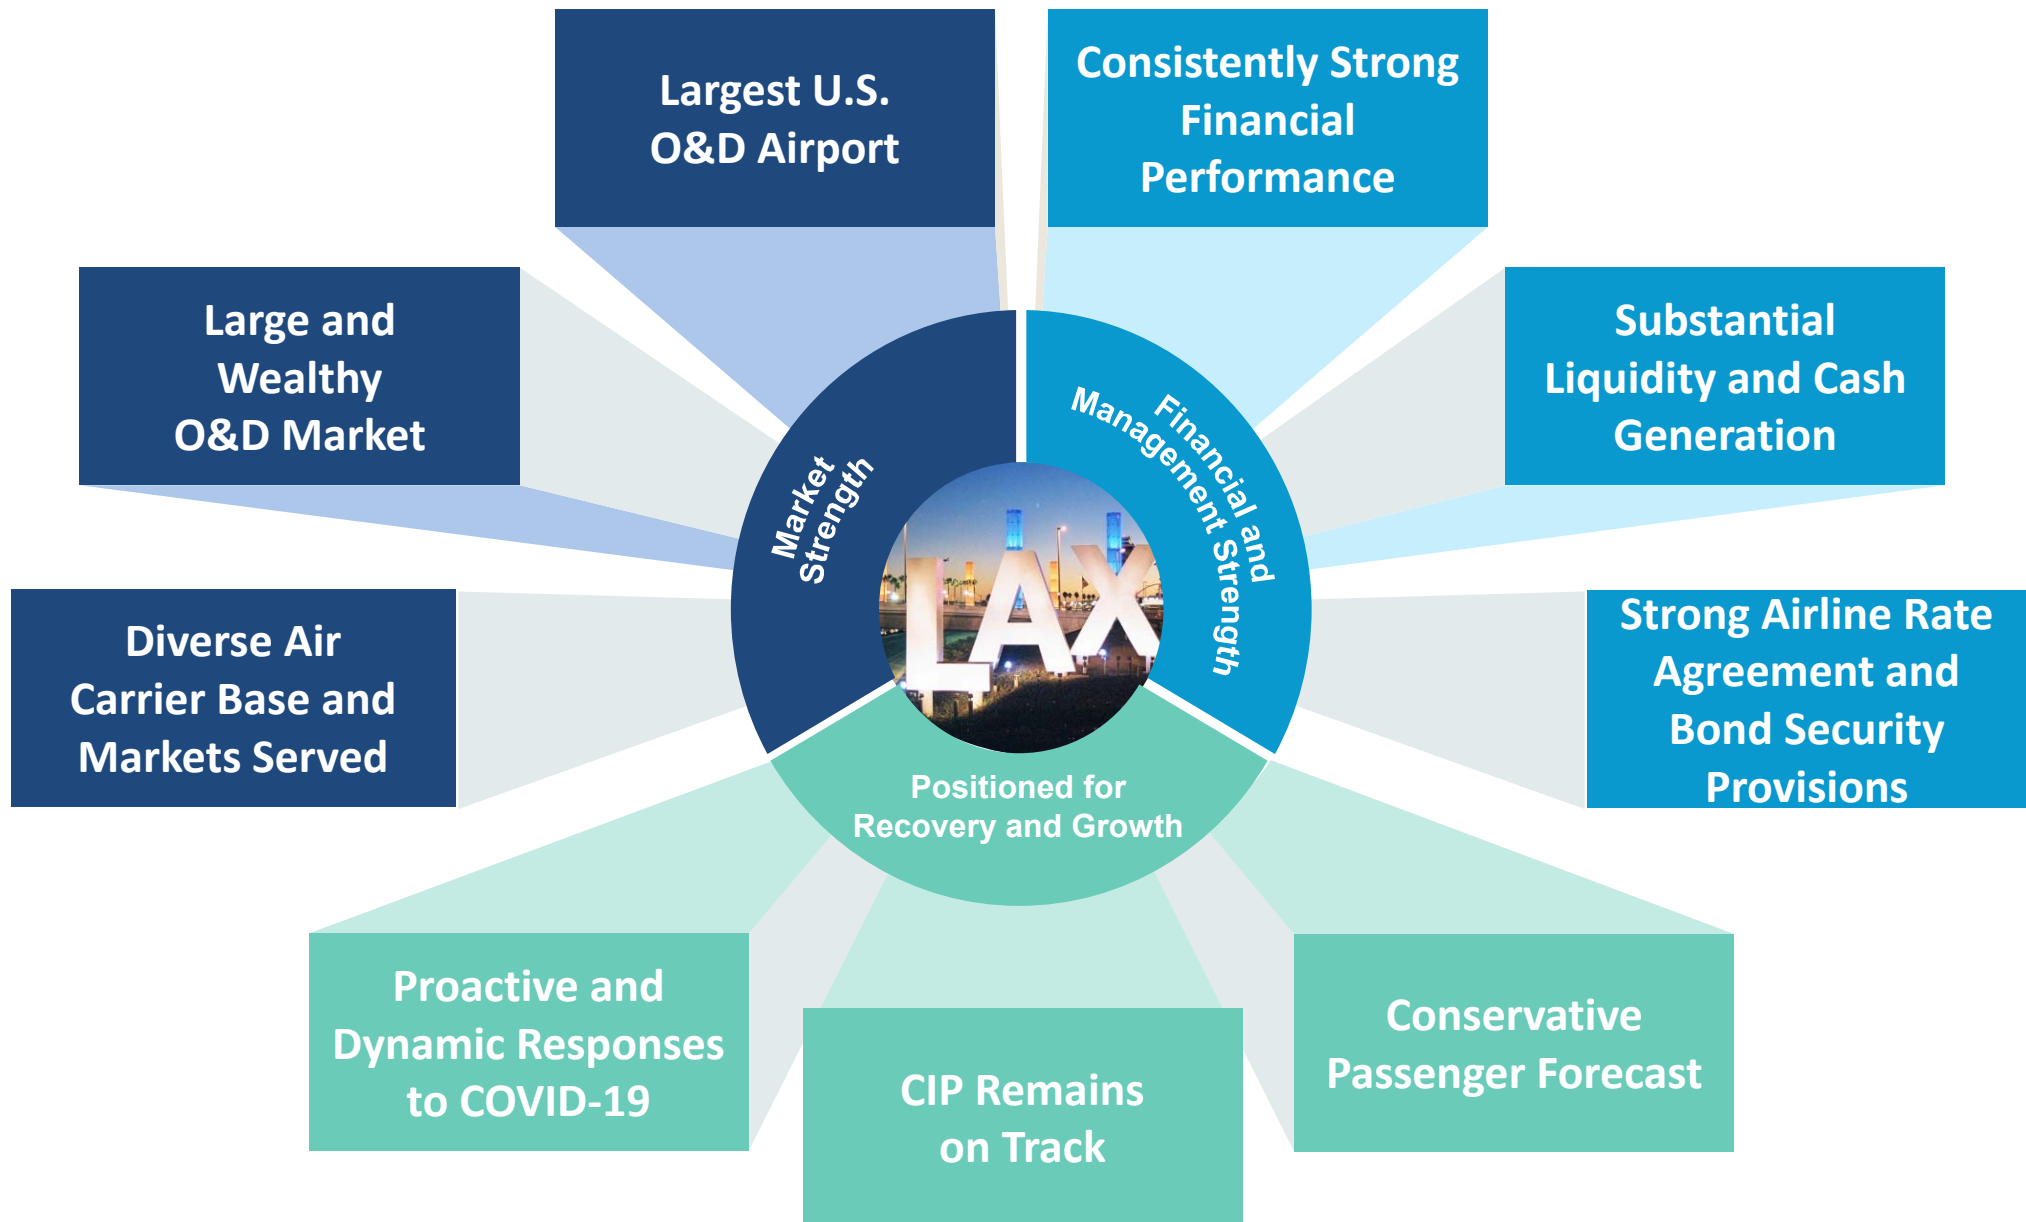 Largest U.S.
O&D Airport
Consistently Strong
Financial
Performance
Large and
Wealthy
O&D Market
Substantial
Liquidity and Cash
Generation
Market
Strength
Financial and
Management Strength
LAX
Diverse Air
Carrier Base and
Markets Served
Strong Airline Rate
Agreement and
Bond Security
Provisions
Positioned for
Recovery and Growth
Proactive and
Dynamic Responses
to COVID-19
CIP Remains
on Track
Conservative
Passenger Forecast